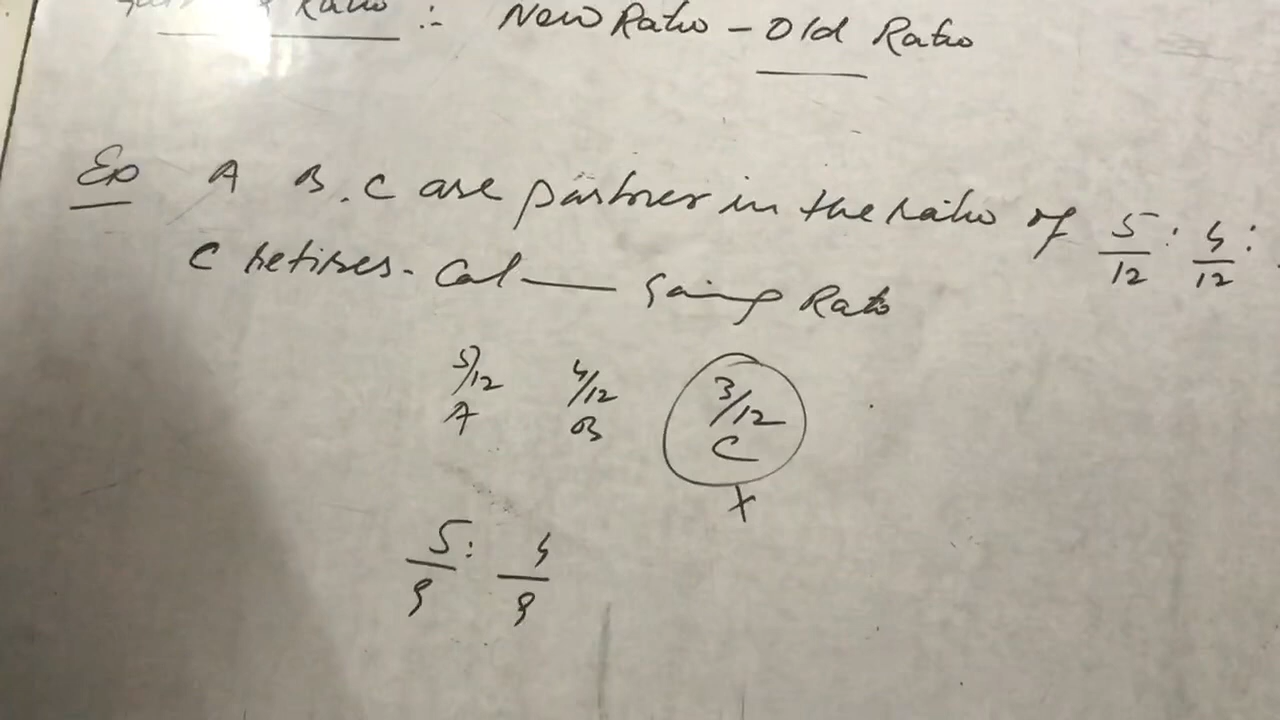 Ratio :- New Ratio - Old Ratio
Ex A B, C are partner in the ratio of 5/12 : 4/12 :
C retires. Cal — Gaining Ratio
5/12 4/12 3/12
A B C
X
5/9 : 4/9